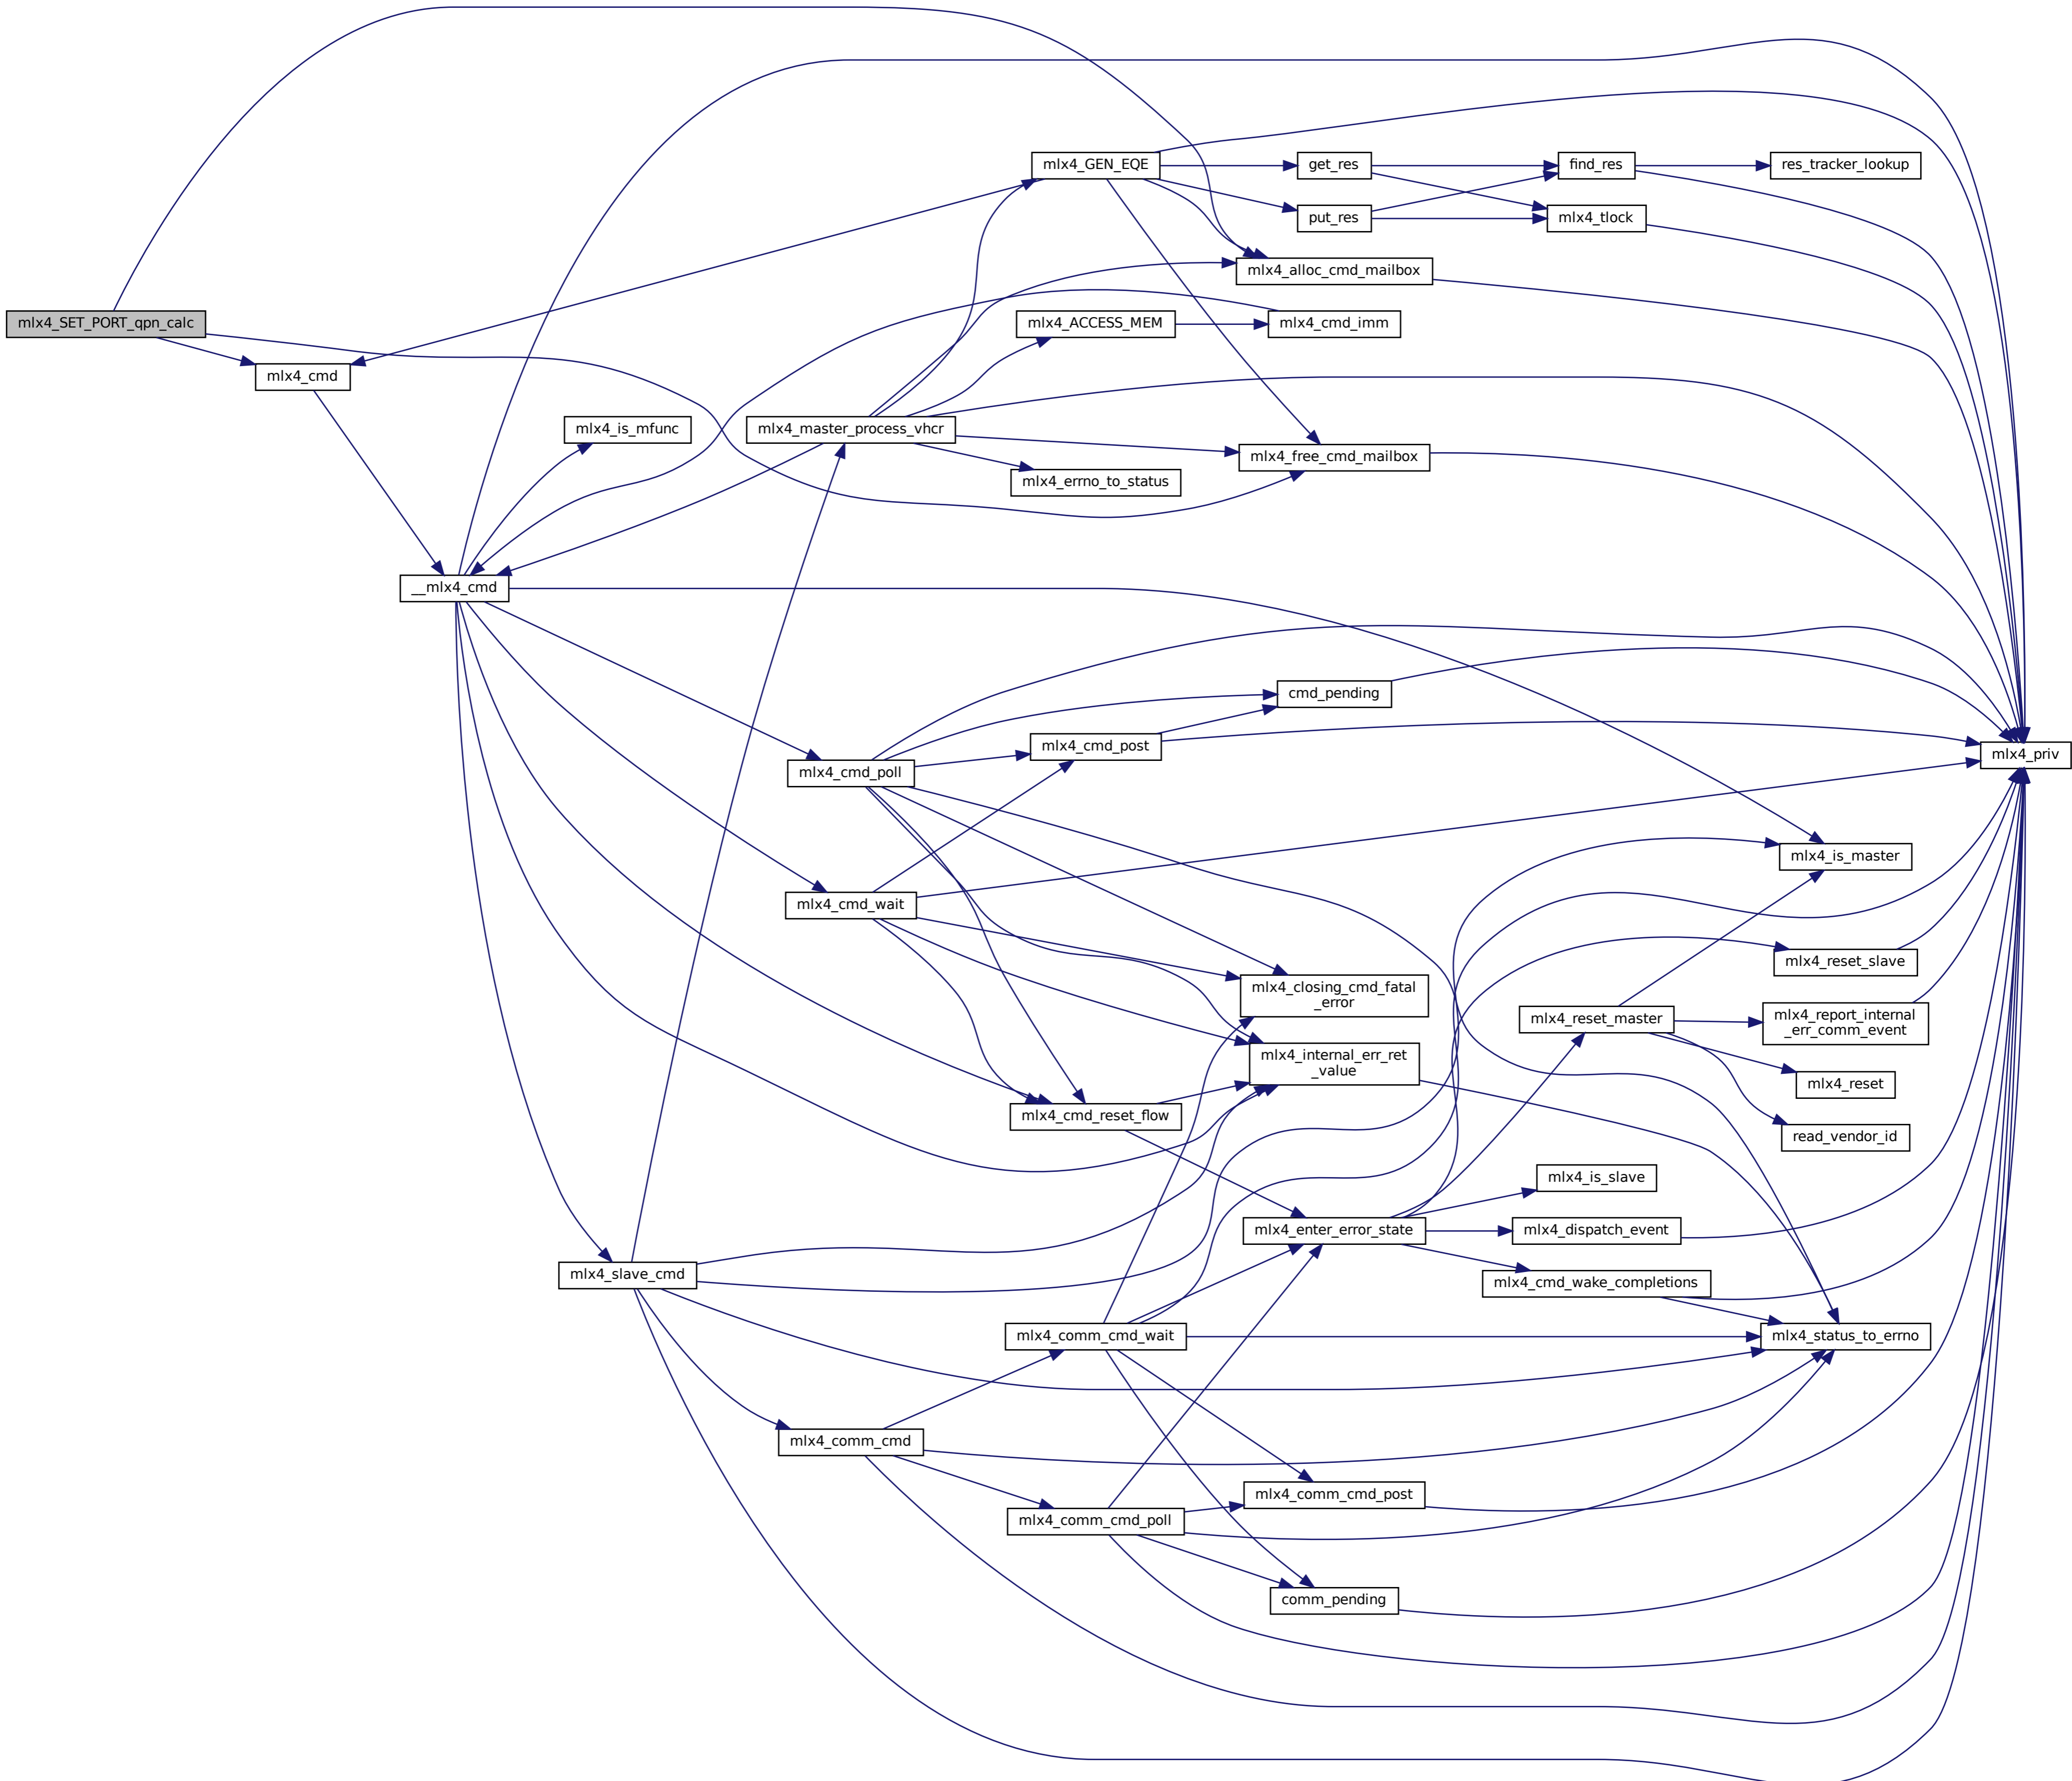 mlx4_GEN_EQE
get_res
find_res
res_tracker_lookup
put_res
mlx4_tlock
mlx4_alloc_cmd_mailbox
mlx4_SET_PORT_qpn_calc
mlx4_ACCESS_MEM
mlx4_cmd_imm
mlx4_cmd
mlx4_is_mfunc
mlx4_master_process_vhcr
mlx4_free_cmd_mailbox
mlx4_errno_to_status
__mlx4_cmd
cmd_pending
mlx4_cmd_post
mlx4_priv
mlx4_cmd_poll
mlx4_is_master
mlx4_cmd_wait
mlx4_reset_slave
mlx4_closing_cmd_fatal
_error
mlx4_reset_master
mlx4_report_internal
_err_comm_event
mlx4_internal_err_ret
_value
mlx4_reset
mlx4_cmd_reset_flow
read_vendor_id
mlx4_is_slave
mlx4_enter_error_state
mlx4_dispatch_event
mlx4_slave_cmd
mlx4_cmd_wake_completions
mlx4_comm_cmd_wait
mlx4_status_to_errno
mlx4_comm_cmd
mlx4_comm_cmd_post
mlx4_comm_cmd_poll
comm_pending